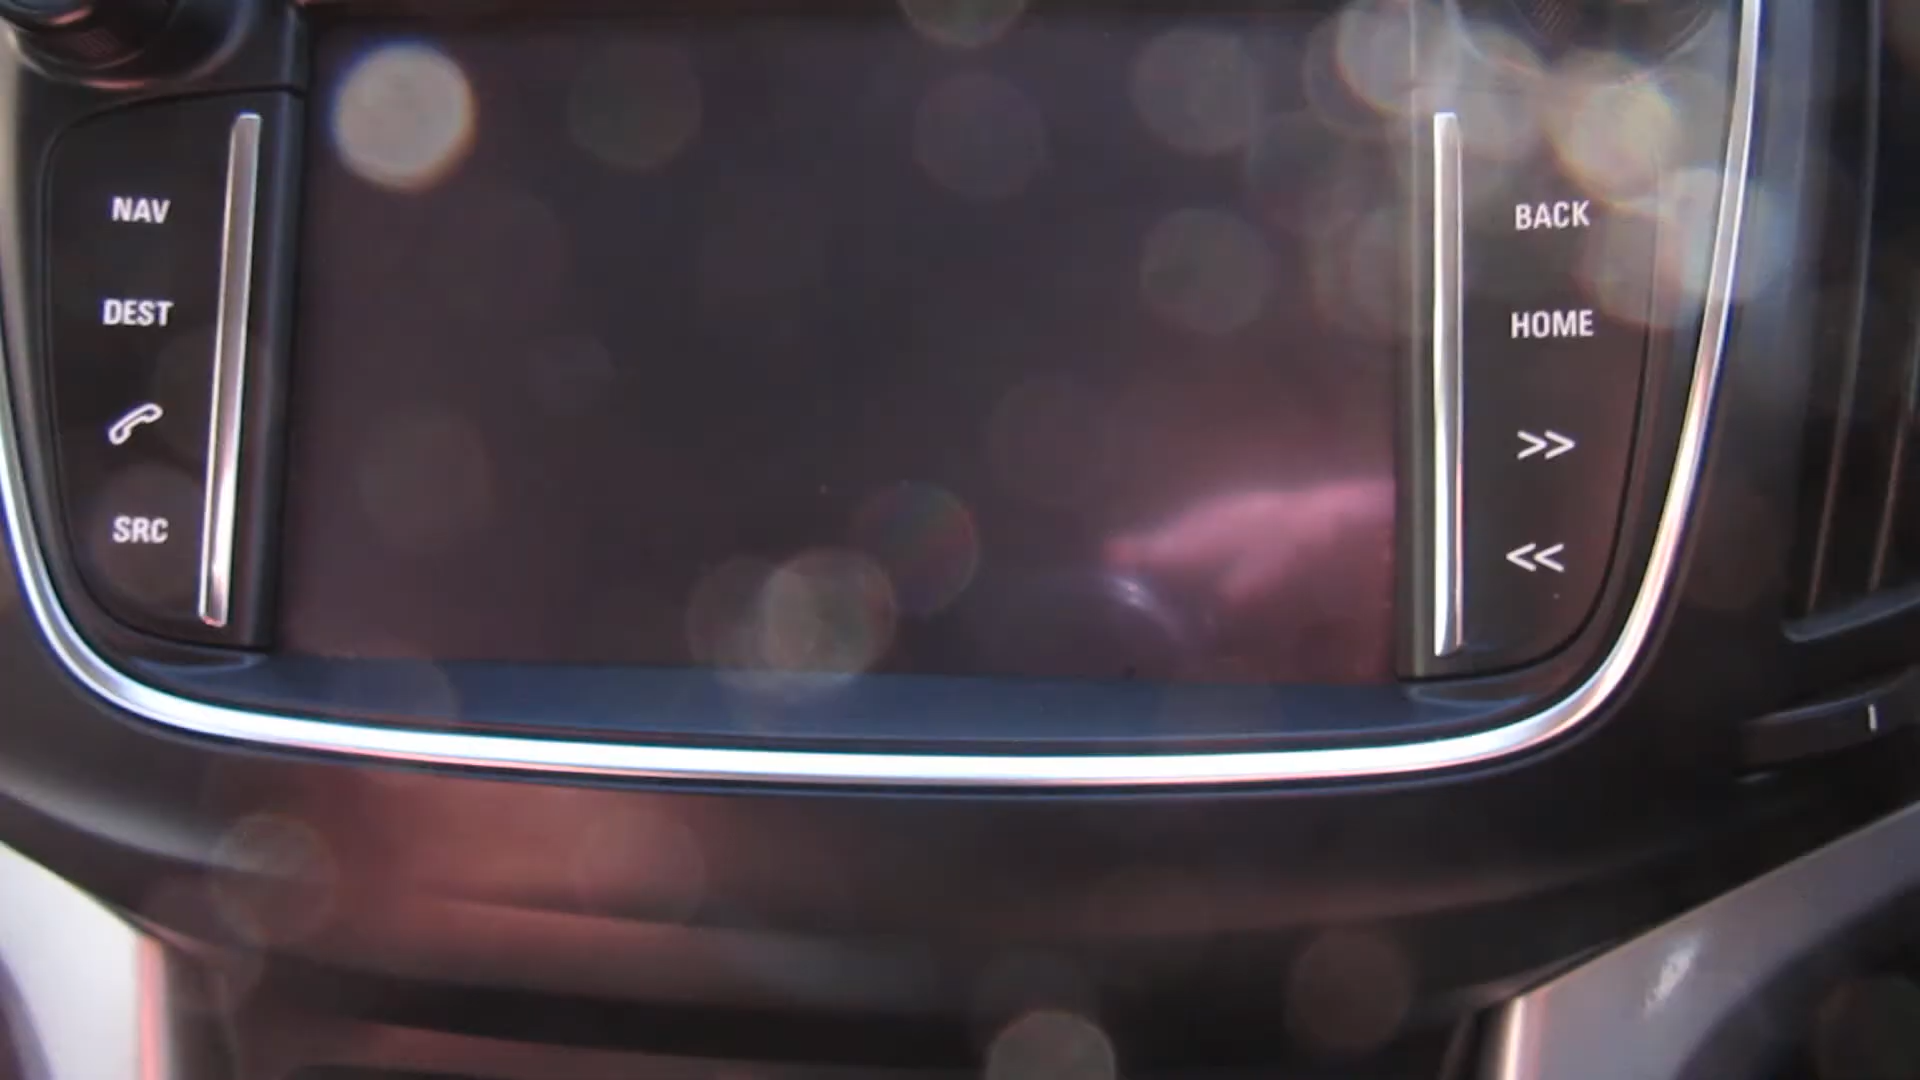 NAV
DEST
SRC
BACK
HOME
>>
<<